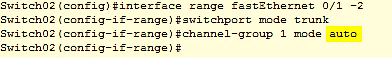 Switch02(config)#interface range fastEthernet 0/1 -2
Switch02(config-if-range)#switchport mode trunk
Switch02(config-if-range)#channel-group 1 mode auto
Switch02(config-if-range)#